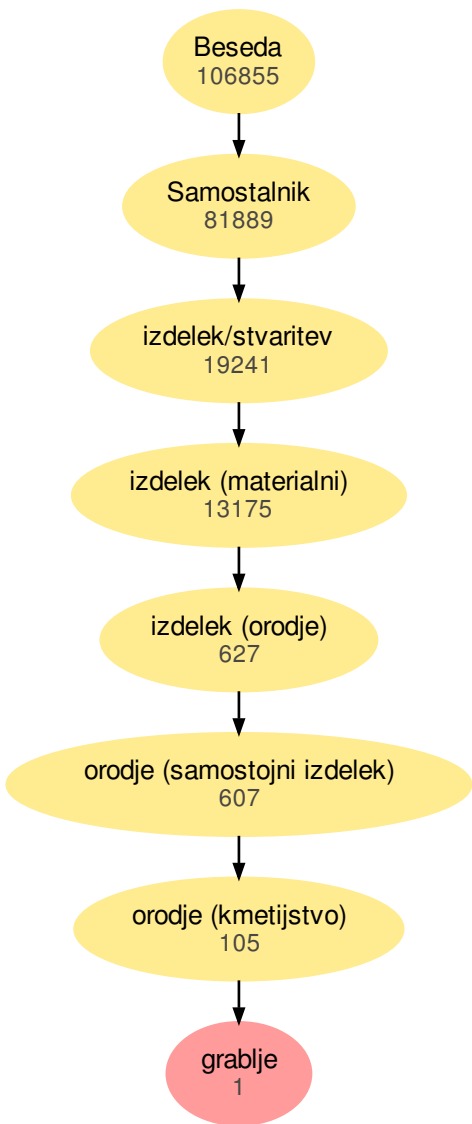 Beseda
106855
Samostalnik
81889
izdelek/stvaritev
19241
izdelek (materialni)
13175
izdelek (orodje)
627
orodje (samostojni izdelek)
607
orodje (kmetijstvo)
105
grablje
1